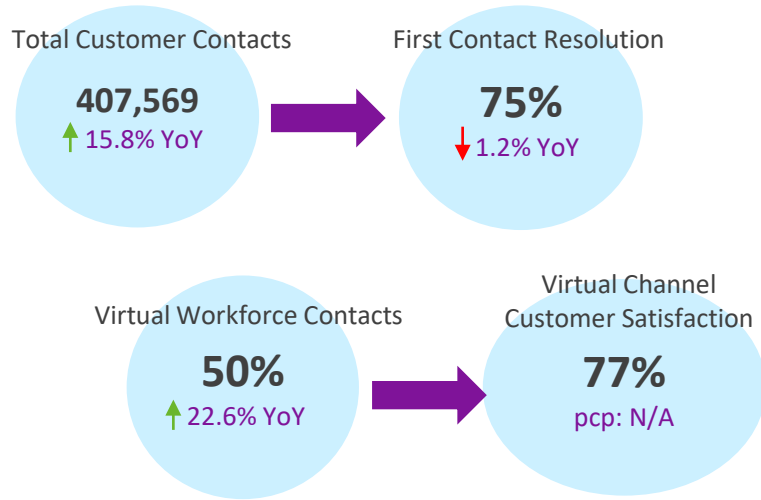 Total Customer Contacts
407,569
15.8% YoY
First Contact Resolution
75%
1.2% YoY
Virtual Workforce Contacts
50%
22.6% YoY
Virtual Channel
Customer Satisfaction
77%
pcp: N/A